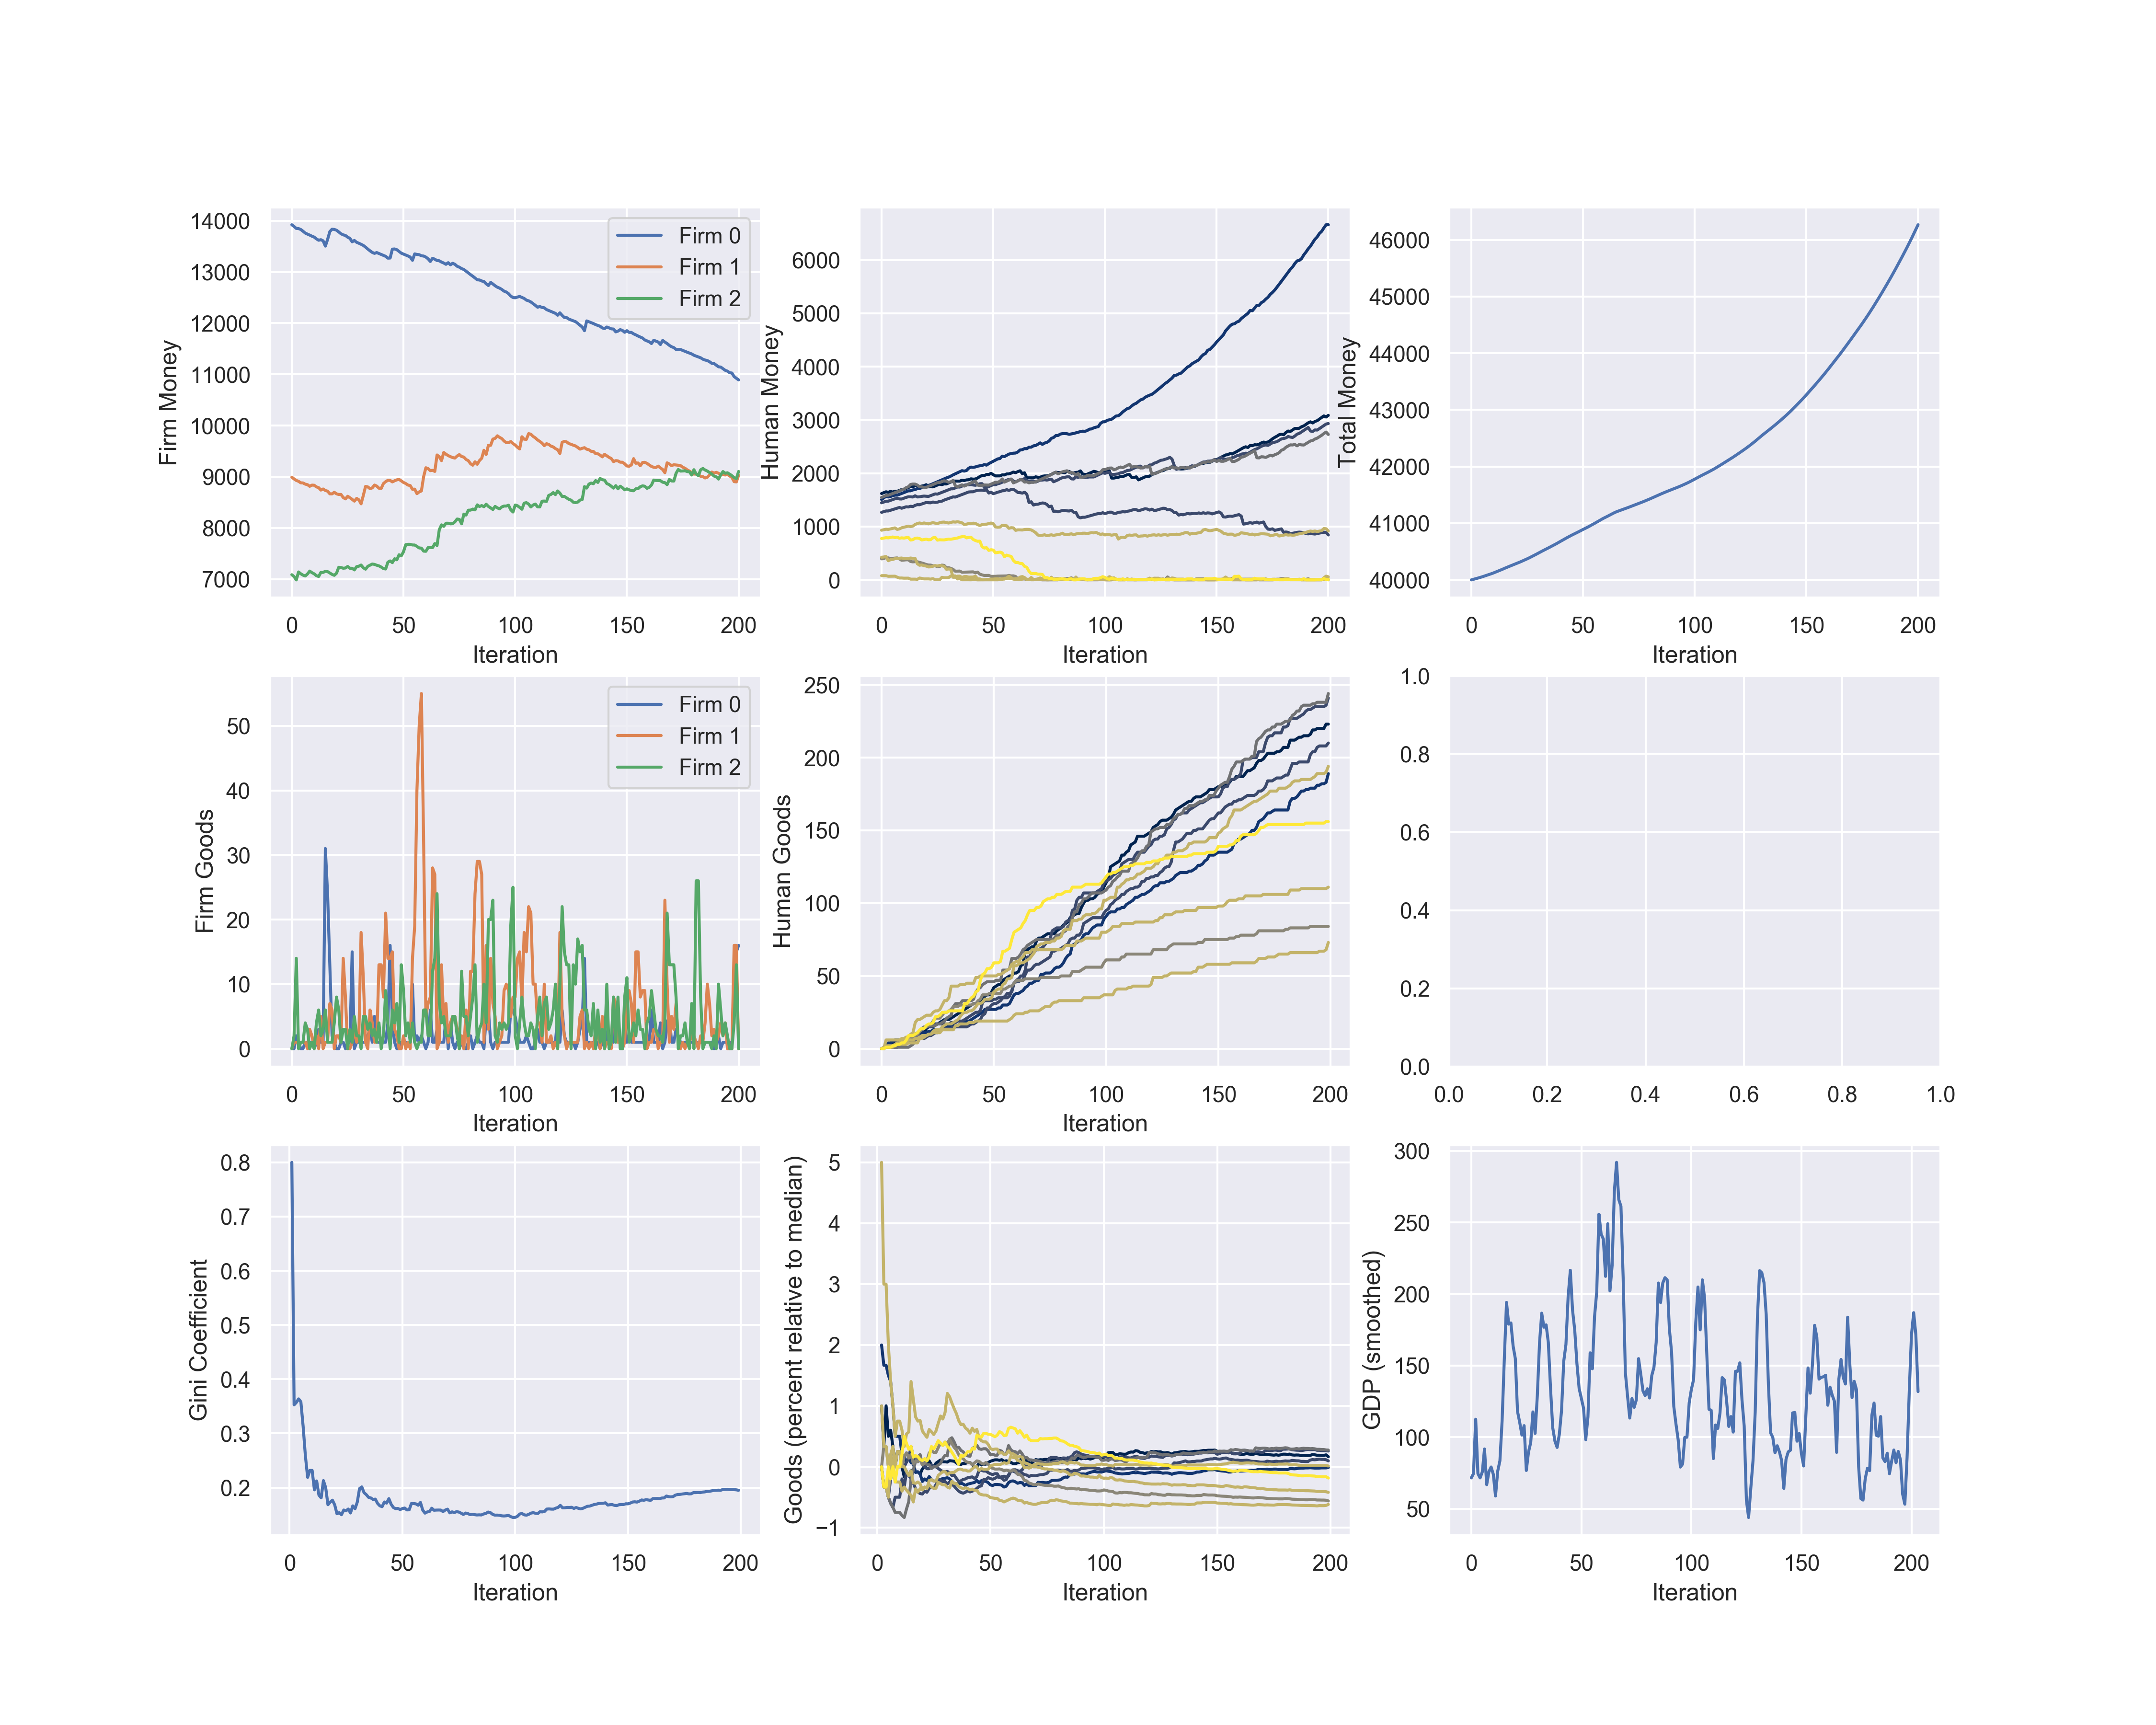 14000
13000
12000
11000
10000
9000
8000
7000
Firm Money
Firm 0
Firm 1
Firm 2
0 50 100 150 200
Iteration
6000
5000
4000
3000
2000
1000
0
Human Money
0 50 100 150 200
Iteration
46000
45000
44000
43000
42000
41000
40000
Total Money
0 50 100 150 200
Iteration
50
40
30
20
10
0
Firm Goods
Firm 0
Firm 1
Firm 2
0 50 100 150 200
Iteration
250
200
150
100
50
0
Human Goods
0 50 100 150 200
Iteration
1.0
0.8
0.6
0.4
0.2
0.0
0.0 0.2 0.4 0.6 0.8 1.0
0.8
0.7
0.6
0.5
0.4
0.3
0.2
Gini Coefficient
0 50 100 150 200
Iteration
5
4
3
2
1
0
−1
Goods (percent relative to median)
0 50 100 150 200
Iteration
300
250
200
150
100
50
GDP (smoothed)
0 50 100 150 200
Iteration